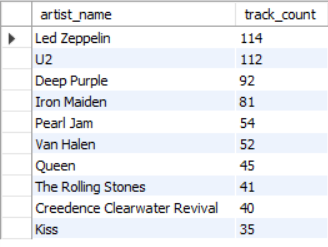 artist_name track_count
Led Zeppelin 114
U2 112
Deep Purple 92
Iron Maiden 81
Pearl Jam 54
Van Halen 52
Queen 45
The Rolling Stones 41
Creedence Clearwater Revival 40
Kiss 35